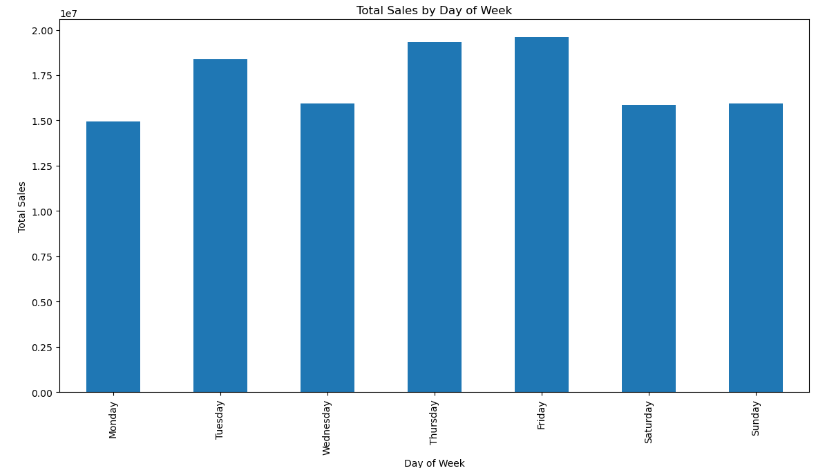 Total Sales by Day of Week
1e7
2.00
1.75
1.50
1.25
1.00
0.75
0.50
0.25
0.00
Total Sales
Monday
Tuesday
Wednesday
Thursday
Friday
Saturday
Sunday
Day of Week